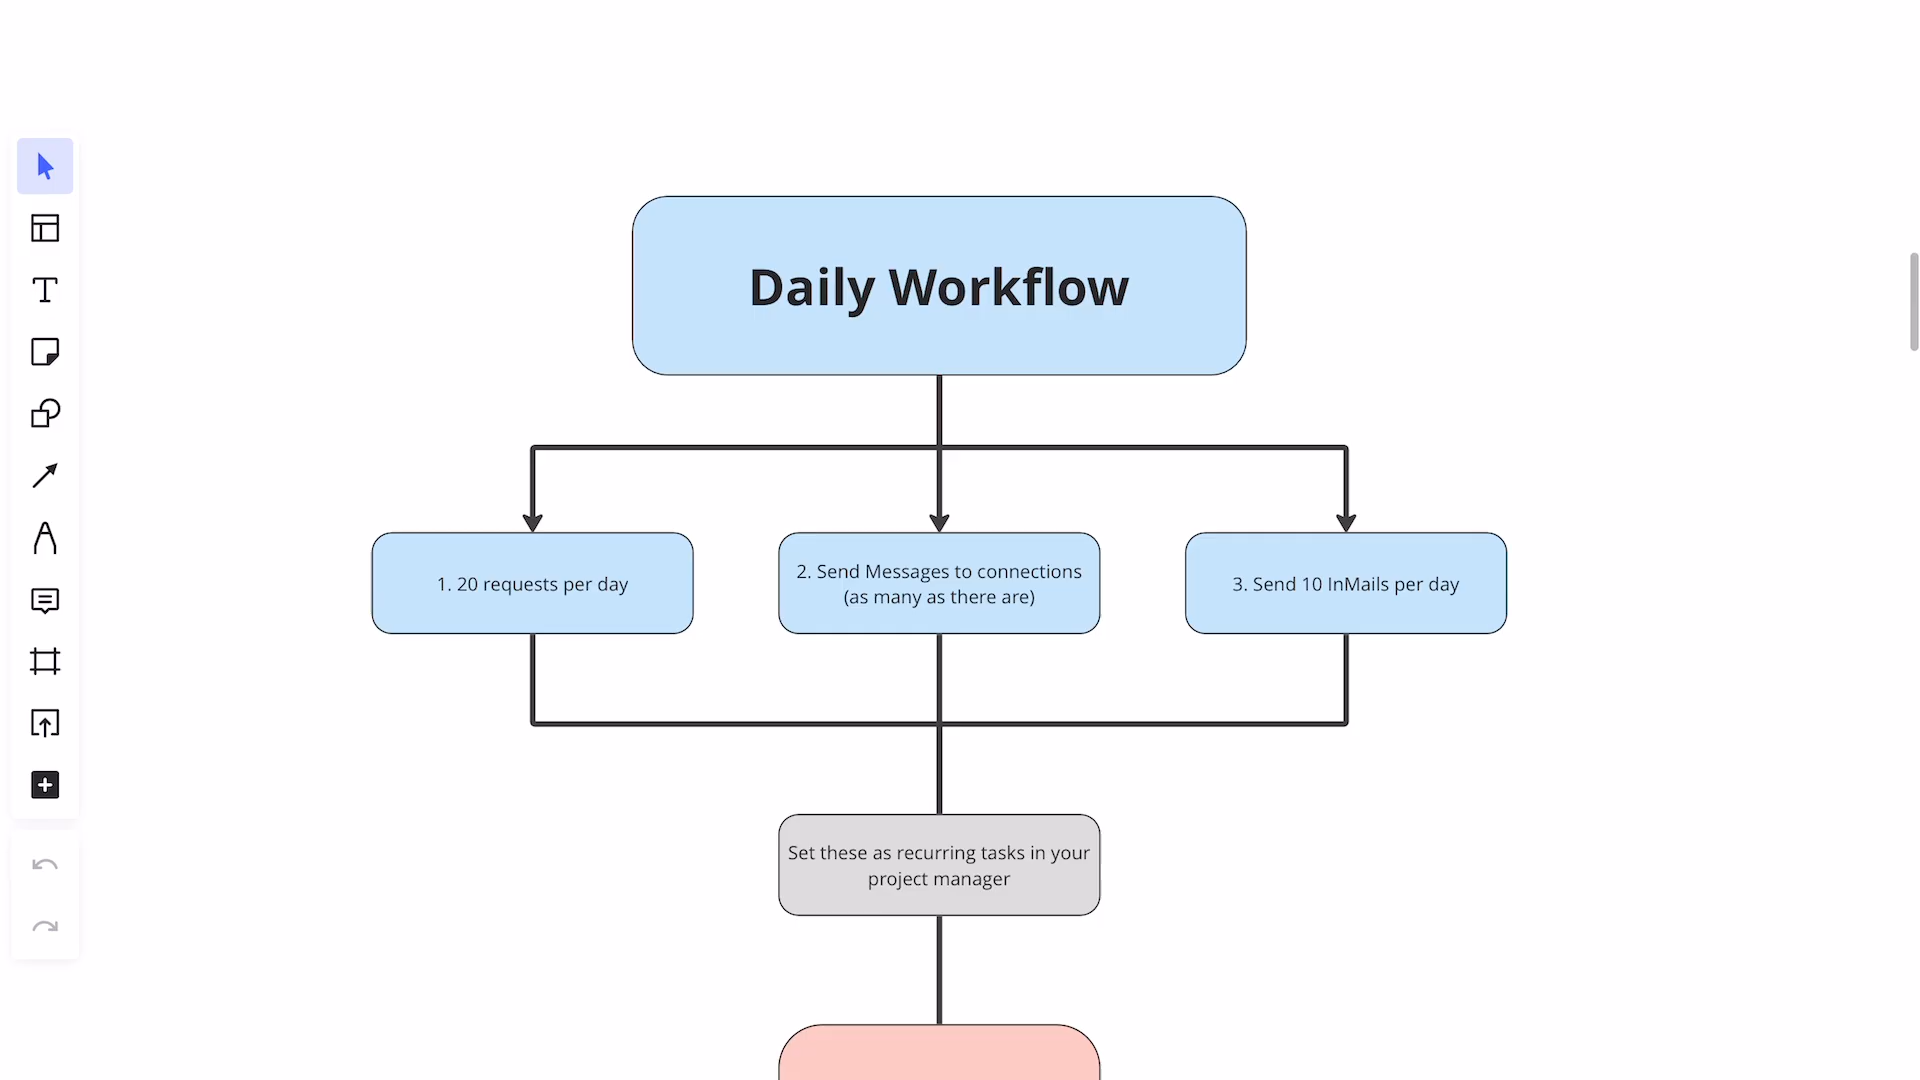 Daily Workflow
1. 20 requests per day
2. Send Messages to connections
(as many as there are)
3. Send 10 InMails per day
Set these as recurring tasks in your
project manager